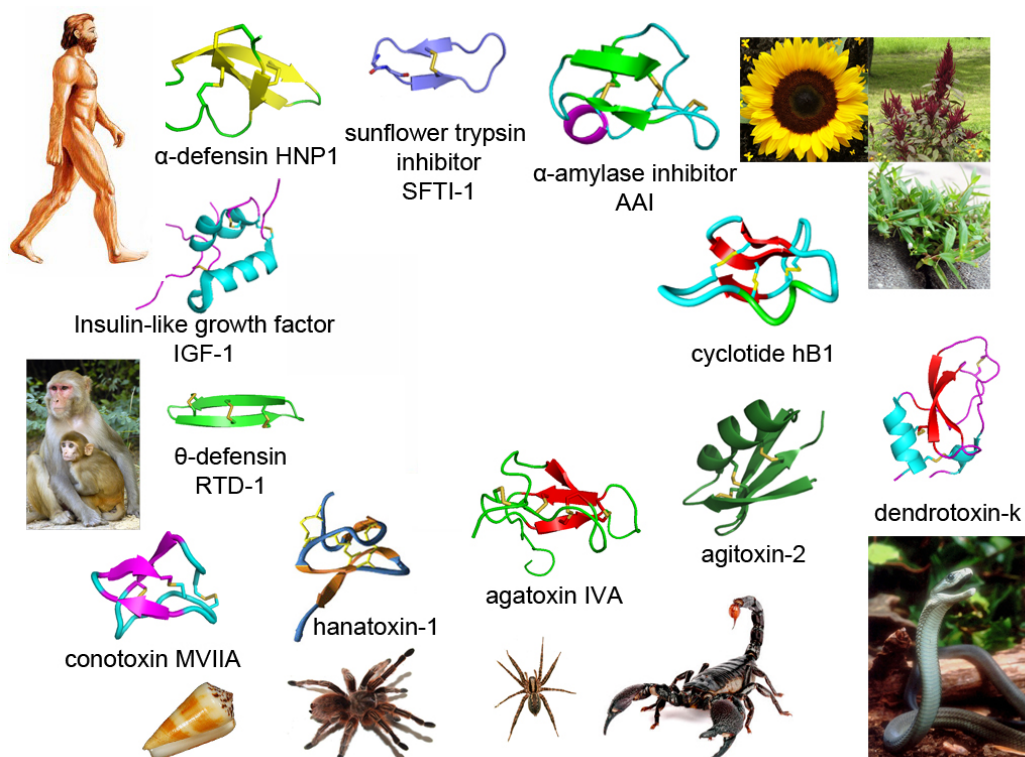 α-defensin HNP1
sunflower trypsin
inhibitor
SFTI-1
α-amylase inhibitor
AAI
Insulin-like growth factor
IGF-1
cyclotide hB1
θ-defensin
RTD-1
dendrotoxin-k
agitoxin-2
agatoxin IVA
hanatoxin-1
conotoxin MVIIA